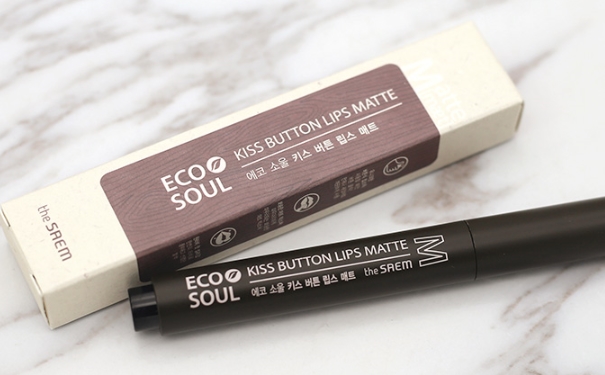 Matte
ECO
SOUL
KISS BUTTON LIPS MATTE
에코 소울 키스 버튼 립스 매트
the SAEM
ECO
SOUL
KISS BUTTON LIPS MATTE
에코 소울 키스 버튼 립스 매트 the SAEM
M